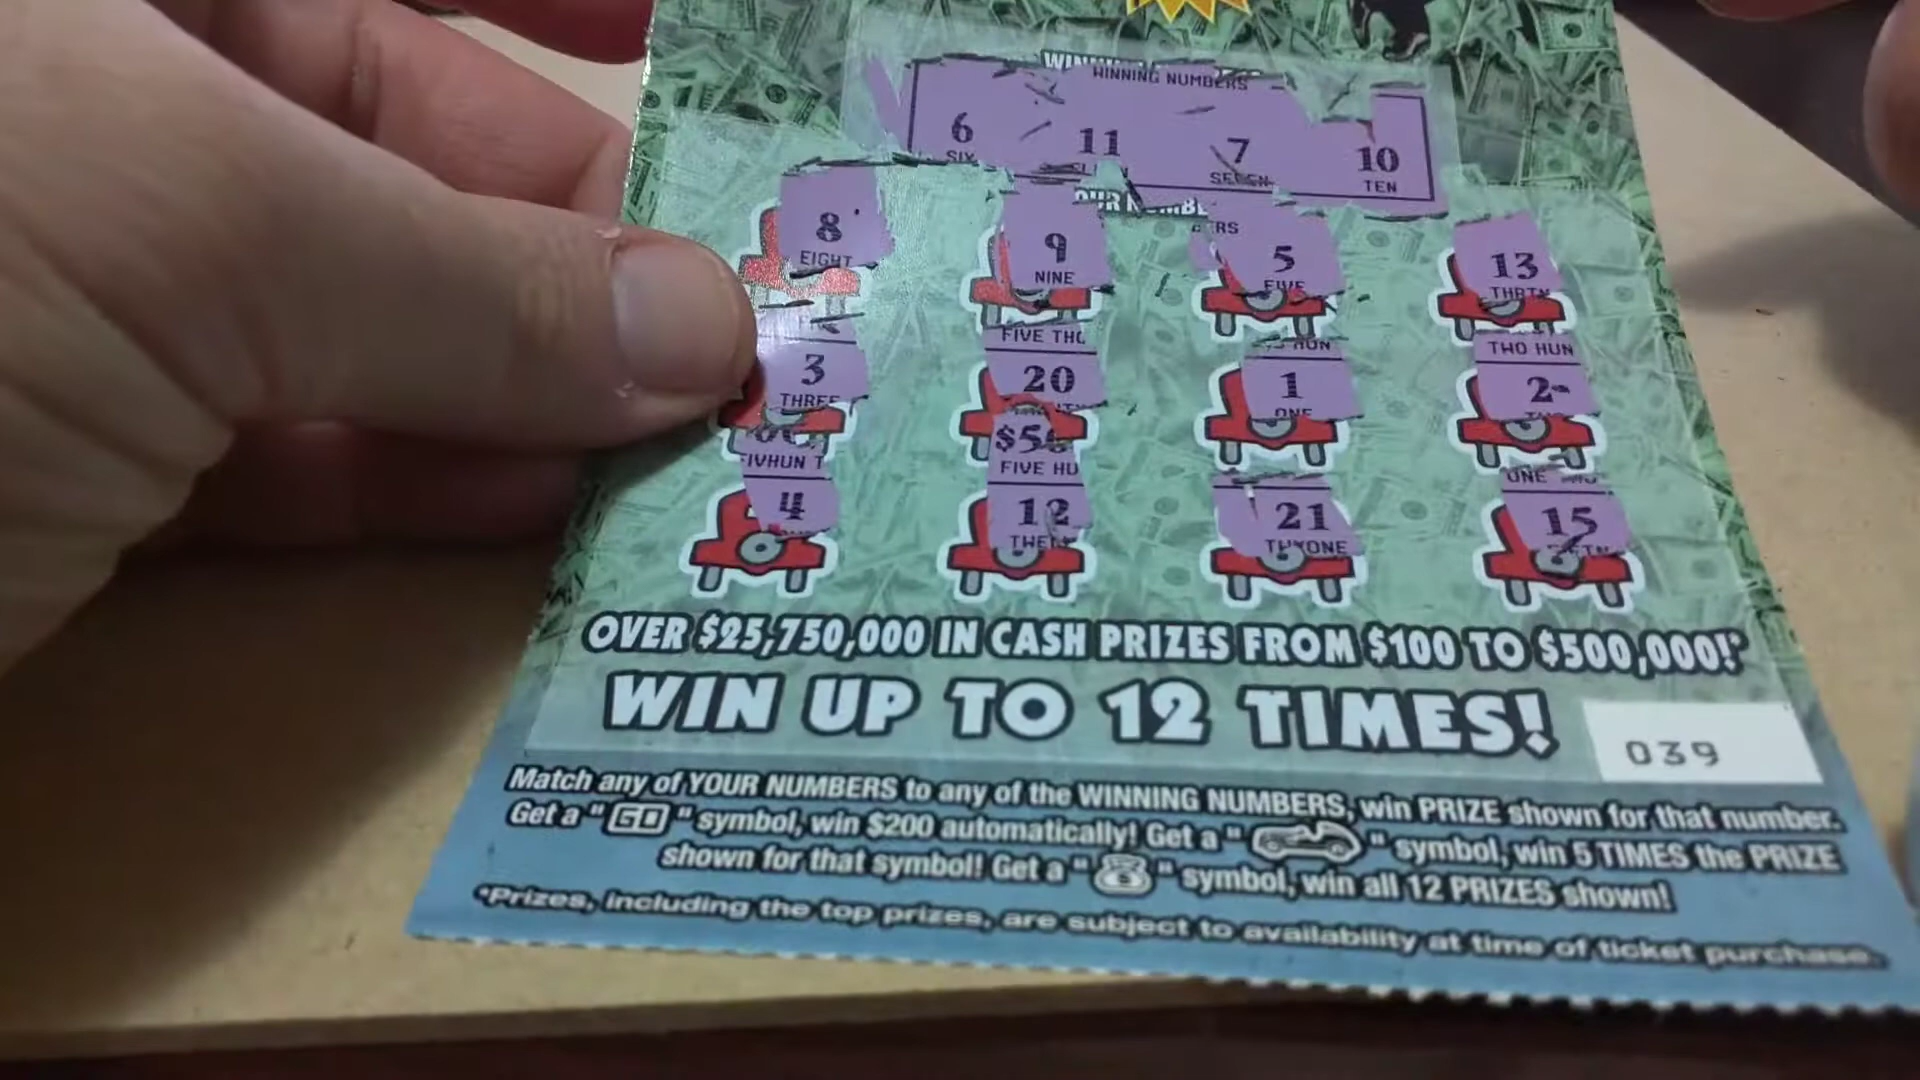 WINNING NUMBERS
6 11 7 10
SIX SEVEN TEN
8 9 5 13
EIGHT NINE FIVE THRTN
FIVE THO HUN TWO HUN
3 20 1 2
THREE ONE
$50
FIVHUN T FIVE HU ONE
4 12 21 15
TWYONE
OVER $25,750,000 IN CASH PRIZES FROM $100 TO $500,000!*
WIN UP TO 12 TIMES!
039
Match any of YOUR NUMBERS to any of the WINNING NUMBERS, win PRIZE shown for that number.
Get a "GO" symbol, win $200 automatically! Get a " " symbol, win 5 TIMES the PRIZE
shown for that symbol! Get a " " symbol, win all 12 PRIZES shown!
*Prizes, including the top prizes, are subject to availability at time of ticket purchase.